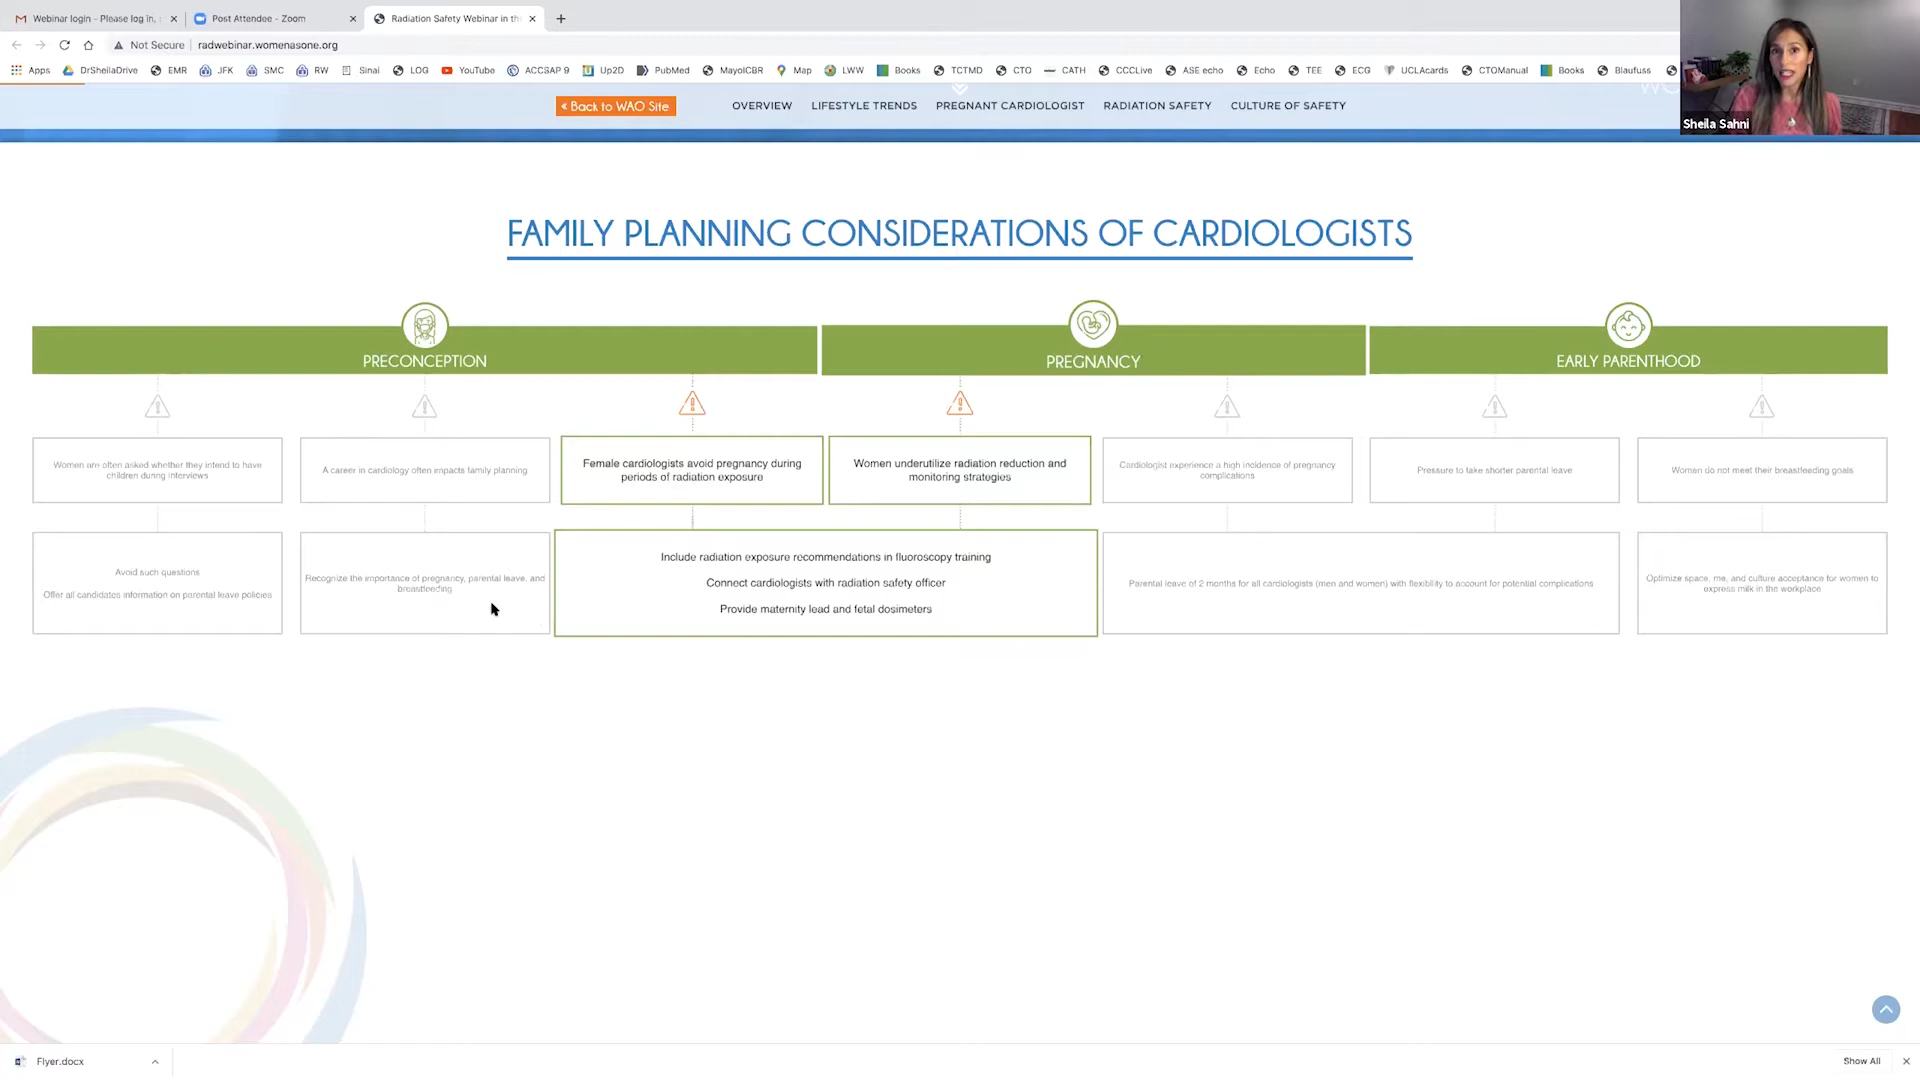 Webinar login - Please log in,
Post Attendee - Zoom
Radiation Safety Webinar in th
Not Secure
radwebinar.womenasone.org
Apps
DrSheilaDrive
EMR
JFK
SMC
RW
Sinai
LOG
YouTube
ACCSAP 9
Up2D
PubMed
MayoICBR
Map
LWW
Books
TCTMD
CTO
CATH
CCCLive
ASE echo
Echo
TEE
ECG
UCLAcards
CTOManual
Books
Blaufuss
« Back to WAO Site
OVERVIEW
LIFESTYLE TRENDS
PREGNANT CARDIOLOGIST
RADIATION SAFETY
CULTURE OF SAFETY
Sheila Sahni
FAMILY PLANNING CONSIDERATIONS OF CARDIOLOGISTS
PRECONCEPTION
PREGNANCY
EARLY PARENTHOOD
Women are often asked whether they intend to have
children during interviews
A career in cardiology often impacts family planning
Female cardiologists avoid pregnancy during
periods of radiation exposure
Women underutilize radiation reduction and
monitoring strategies
Cardiologist experience a high incidence of pregnancy
complications
Pressure to take shorter parental leave
Women do not meet their breastfeeding goals
Avoid such questions
Offer all candidates information on parental leave policies
Recognize the importance of pregnancy, parental leave, and
breastfeeding
Include radiation exposure recommendations in fluoroscopy training
Connect cardiologists with radiation safety officer
Provide maternity lead and fetal dosimeters
Parental leave of 2 months for all cardiologists (men and women) with flexibility to account for potential complications
Optimize space, me, and culture acceptance for women to
express milk in the workplace
Flyer.docx
Show All